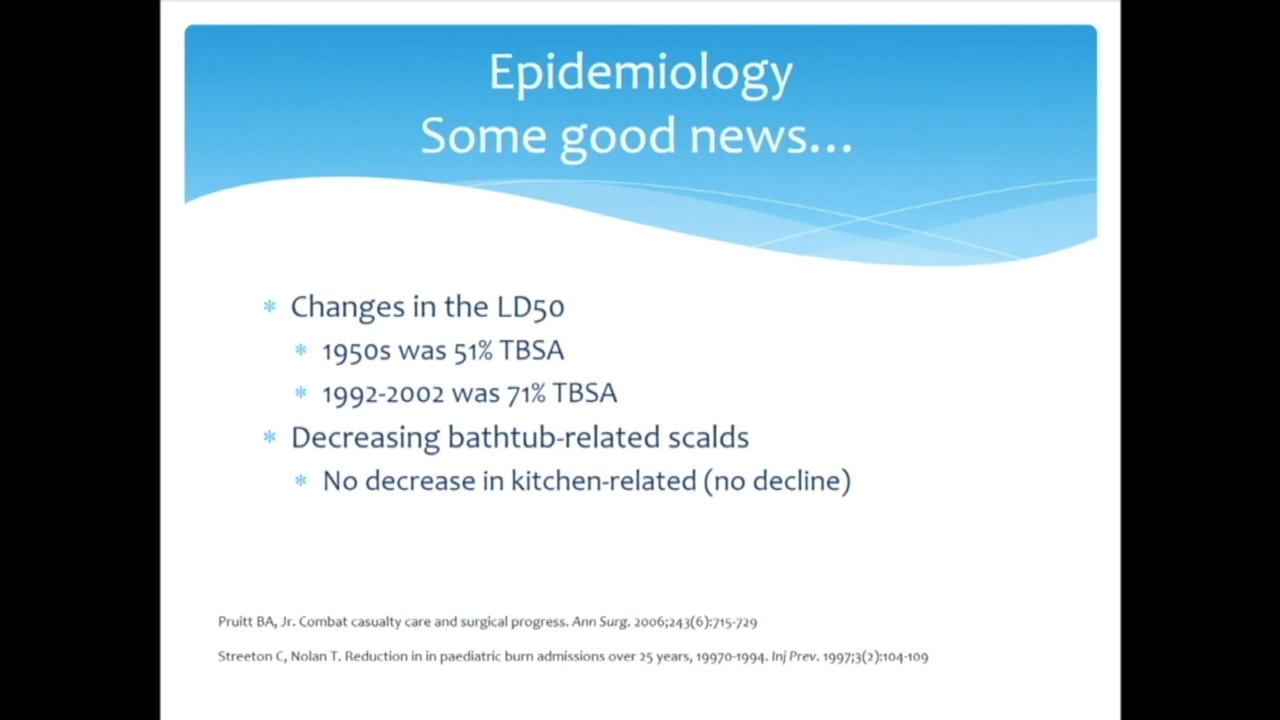 Epidemiology
Some good news...
* Changes in the LD50
* 1950s was 51% TBSA
* 1992-2002 was 71% TBSA
* Decreasing bathtub-related scalds
* No decrease in kitchen-related (no decline)
Pruitt BA, Jr. Combat casualty care and surgical progress. Ann Surg. 2006;243(6):715-729
Streeton C, Nolan T. Reduction in in paediatric burn admissions over 25 years, 19970-1994. Inj Prev. 1997;3(2):104-109